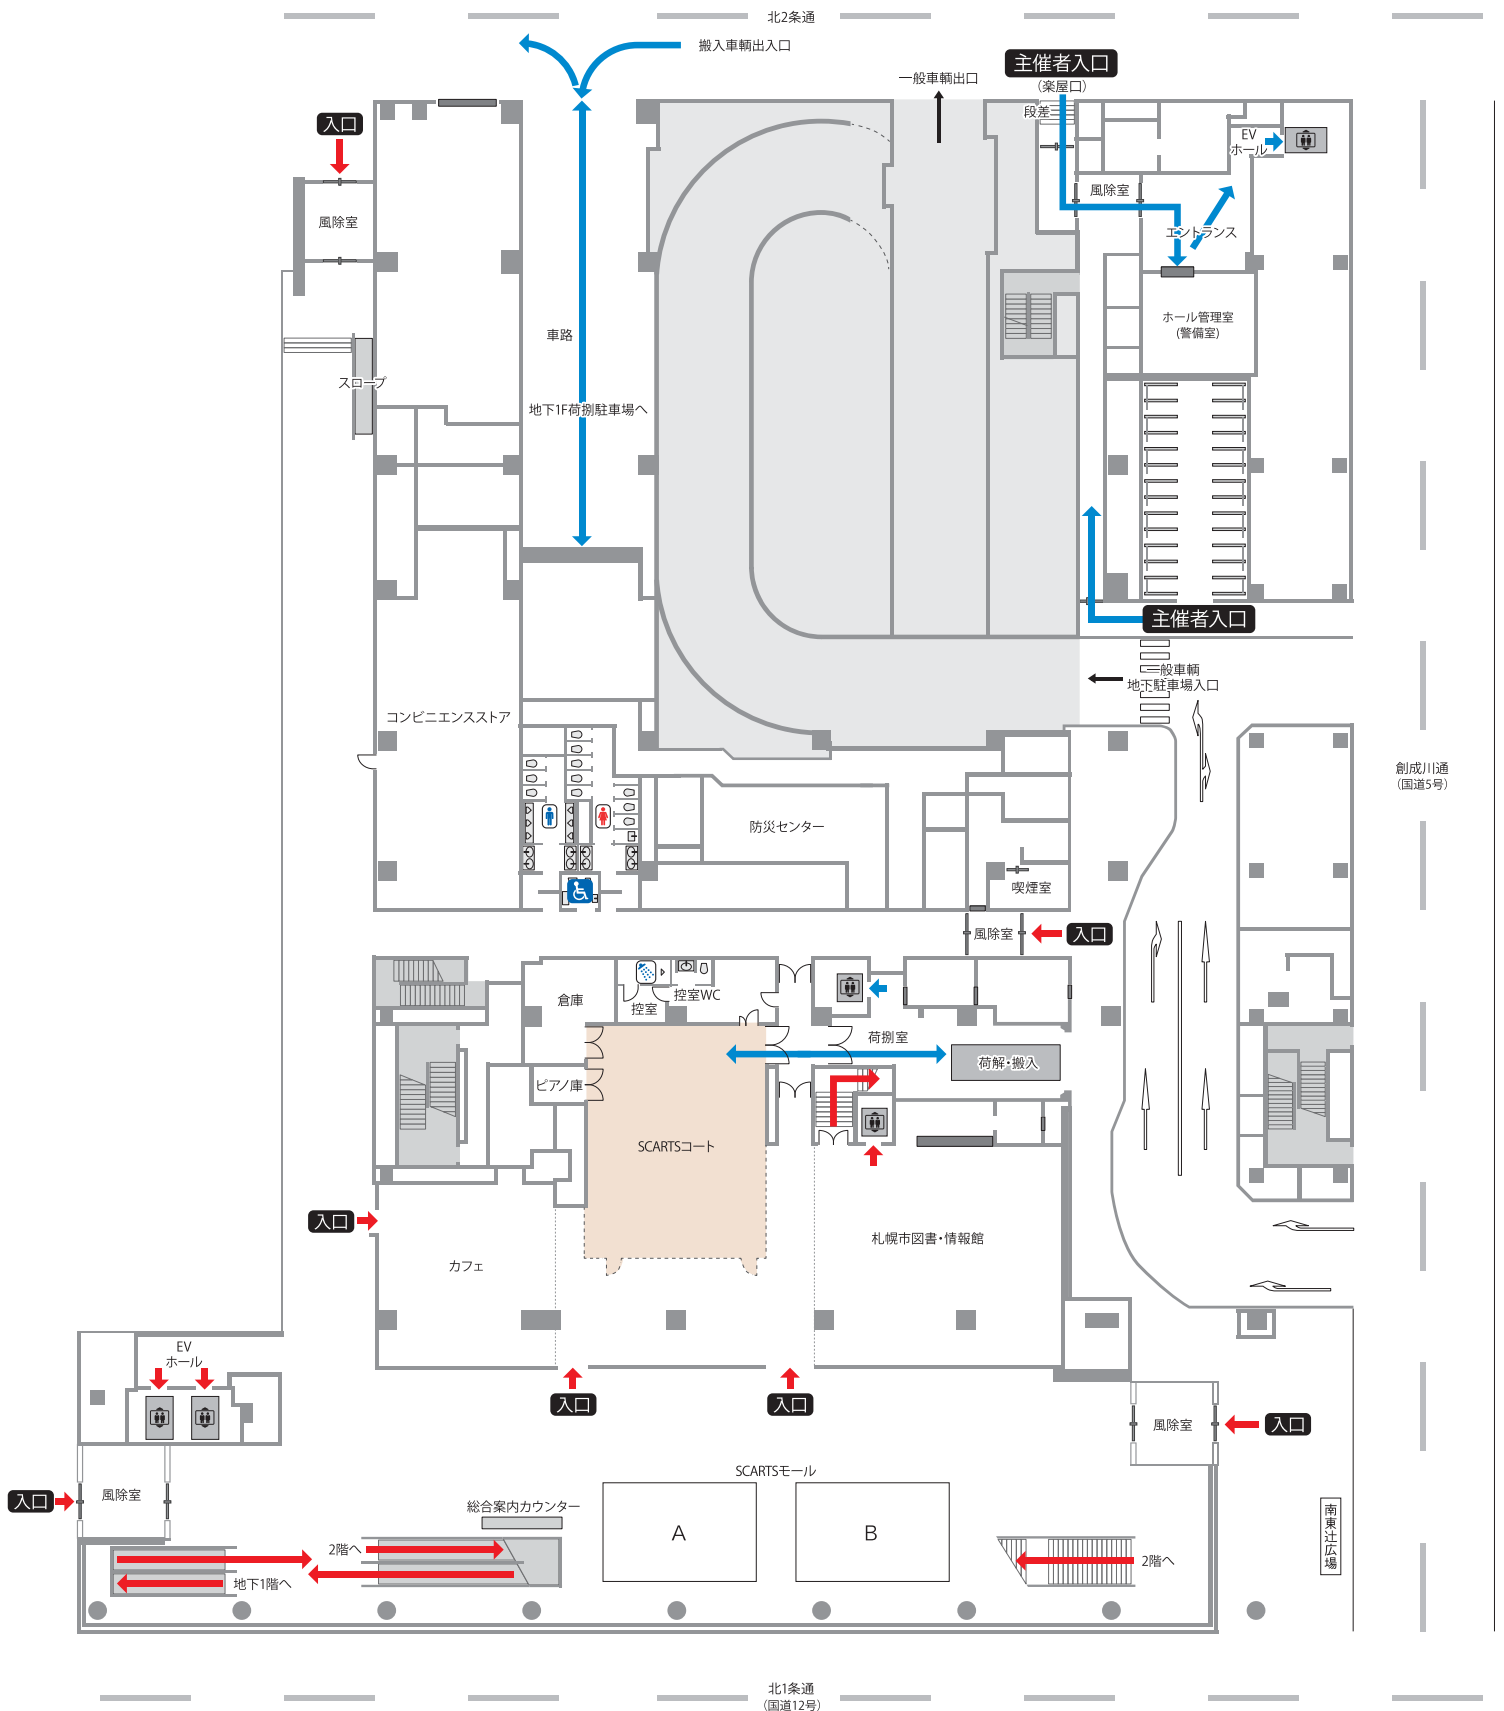 北2条通
搬入車輌出入口
主催者入口
(楽屋口)
一般車輌出口
段差
入口
EV
ホール
風除室
風除室
エントランス
ホール管理室
(警備室)
車路
スロープ
地下1F荷捌駐車場へ
主催者入口
一般車輌
地下駐車場入口
コンビニエンスストア
創成川通
(国道5号)
防災センター
喫煙室
風除室
入口
倉庫
控室
控室WC
荷捌室
荷解・搬入
ピアノ庫
SCARTSコート
入口
カフェ
札幌市図書・情報館
EV
ホール
入口
入口
風除室
入口
SCARTSモール
入口
風除室
総合案内カウンター
A
B
南東辻広場
2階へ
2階へ
地下1階へ
北1条通
(国道12号)